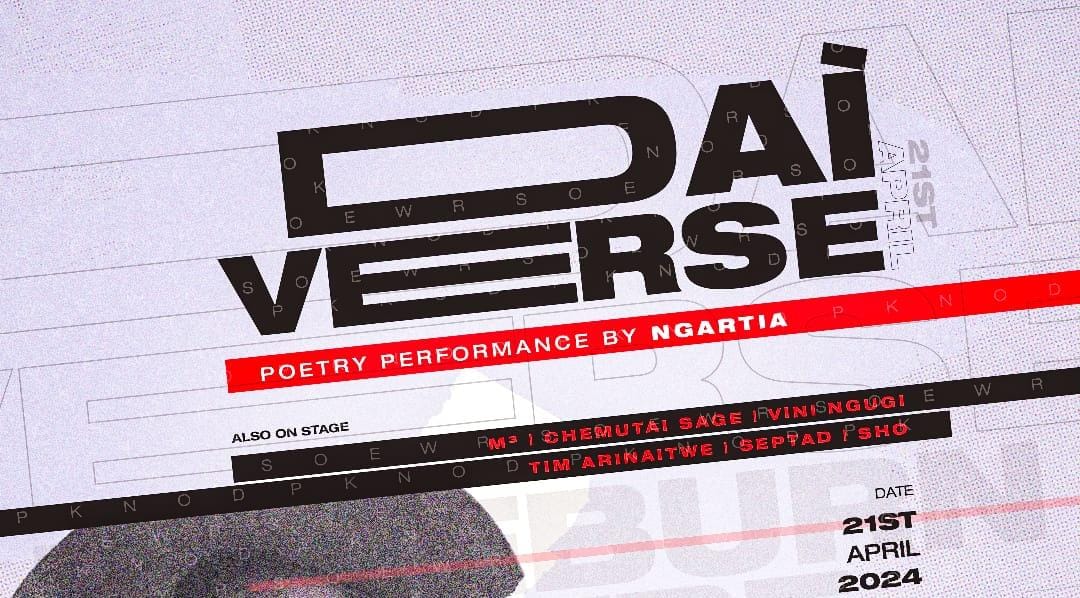 DAÌ
VERSE
21ST
APRIL
POETRY PERFORMANCE BY NGARTIA
ALSO ON STAGE
M³ / CHEMUTAI SAGE / VINI NGUGI
TIM ARINAITWE / SEPTAD / SHO
DATE
21ST
APRIL
2024